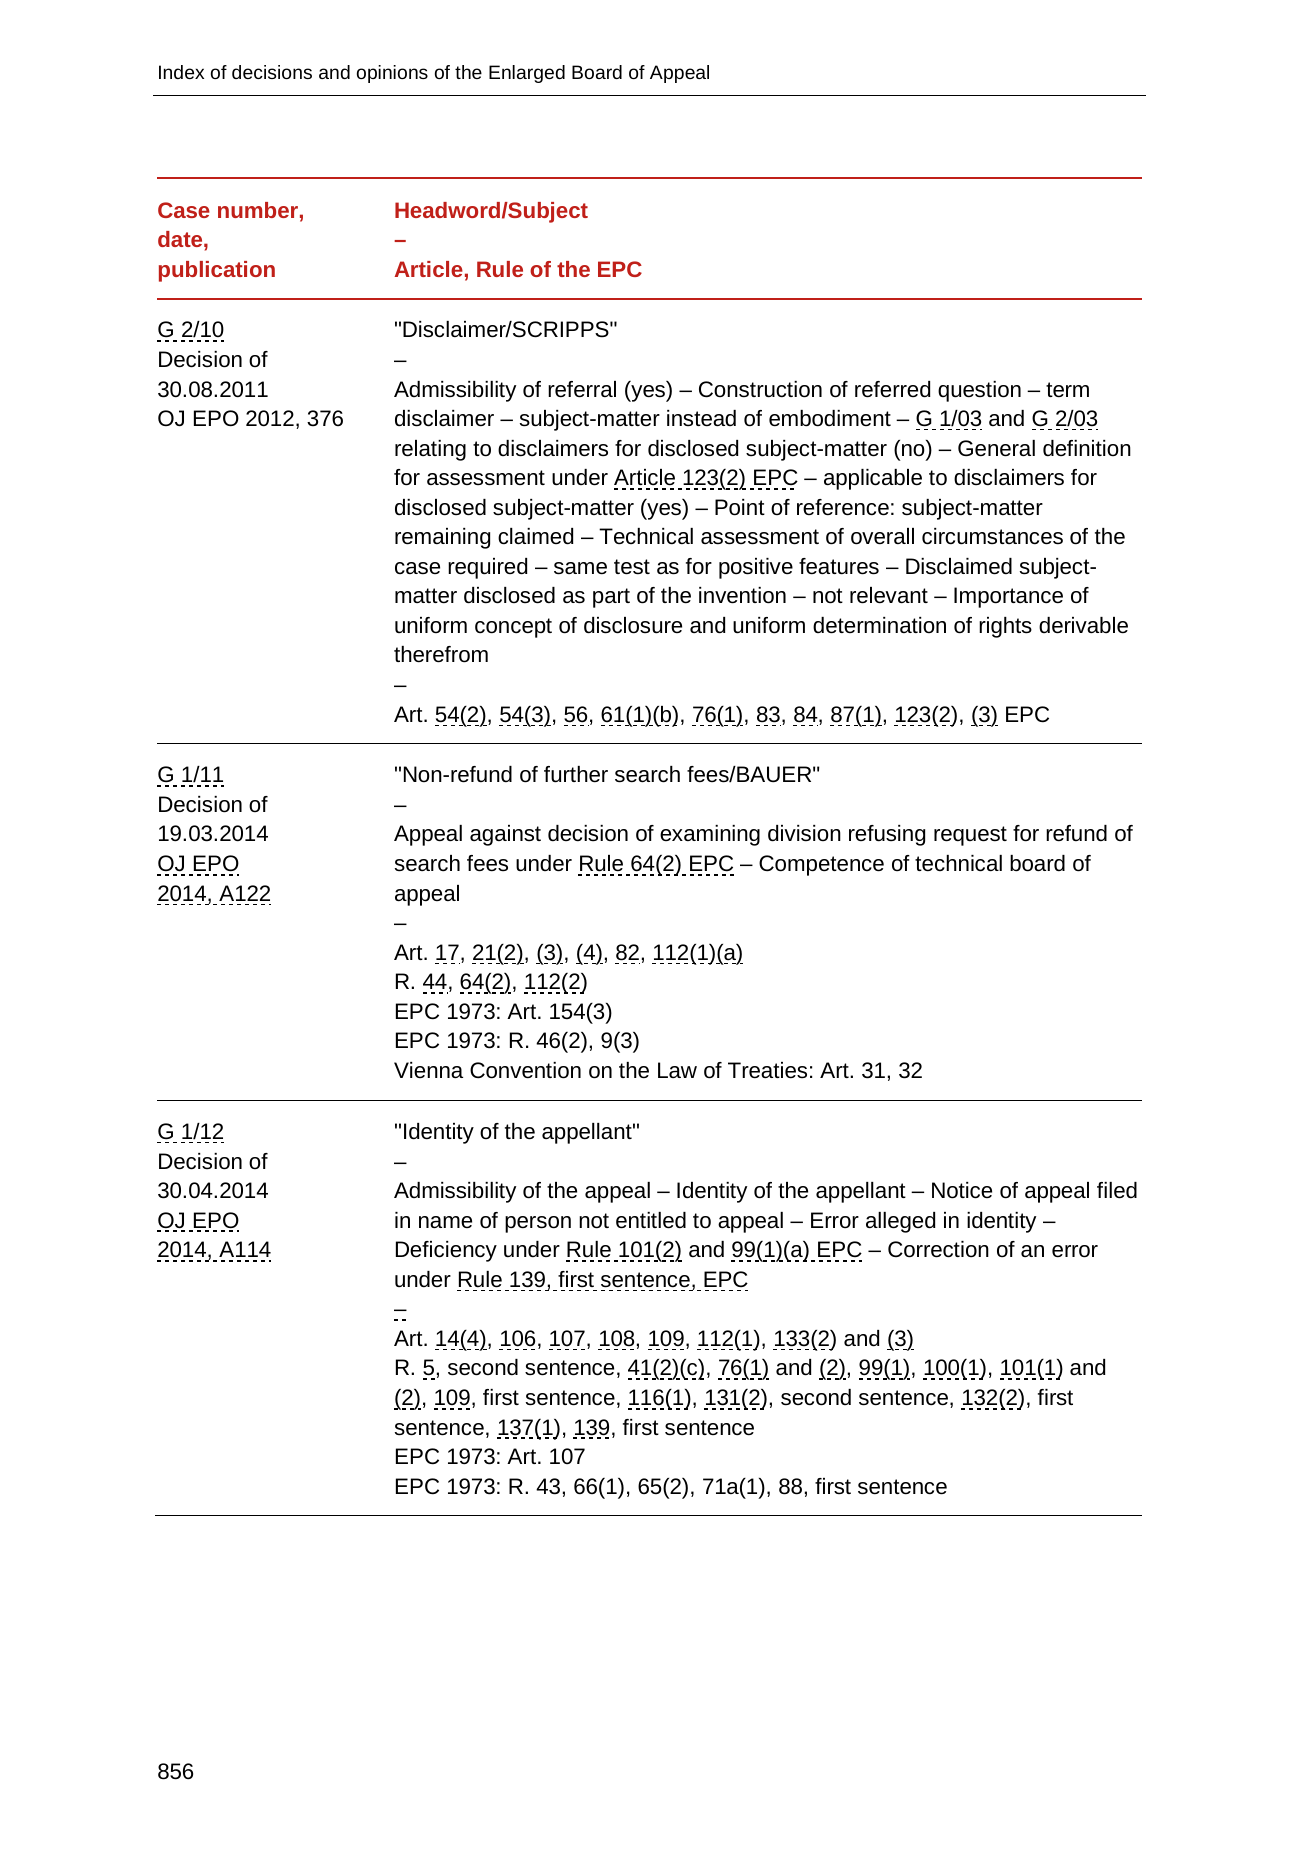 Index of decisions and opinions of the Enlarged Board of Appeal
Case number,
date,
publication
Headword/Subject
–
Article, Rule of the EPC
G 2/10
Decision of
30.08.2011
OJ EPO 2012, 376
"Disclaimer/SCRIPPS"
–
Admissibility of referral (yes) – Construction of referred question – term
disclaimer – subject-matter instead of embodiment – G 1/03 and G 2/03
relating to disclaimers for disclosed subject-matter (no) – General definition
for assessment under Article 123(2) EPC – applicable to disclaimers for
disclosed subject-matter (yes) – Point of reference: subject-matter
remaining claimed – Technical assessment of overall circumstances of the
case required – same test as for positive features – Disclaimed subject-
matter disclosed as part of the invention – not relevant – Importance of
uniform concept of disclosure and uniform determination of rights derivable
therefrom
–
Art. 54(2), 54(3), 56, 61(1)(b), 76(1), 83, 84, 87(1), 123(2), (3) EPC
G 1/11
Decision of
19.03.2014
OJ EPO
2014, A122
"Non-refund of further search fees/BAUER"
–
Appeal against decision of examining division refusing request for refund of
search fees under Rule 64(2) EPC – Competence of technical board of
appeal
–
Art. 17, 21(2), (3), (4), 82, 112(1)(a)
R. 44, 64(2), 112(2)
EPC 1973: Art. 154(3)
EPC 1973: R. 46(2), 9(3)
Vienna Convention on the Law of Treaties: Art. 31, 32
G 1/12
Decision of
30.04.2014
OJ EPO
2014, A114
"Identity of the appellant"
–
Admissibility of the appeal – Identity of the appellant – Notice of appeal filed
in name of person not entitled to appeal – Error alleged in identity –
Deficiency under Rule 101(2) and 99(1)(a) EPC – Correction of an error
under Rule 139, first sentence, EPC
–
Art. 14(4), 106, 107, 108, 109, 112(1), 133(2) and (3)
R. 5, second sentence, 41(2)(c), 76(1) and (2), 99(1), 100(1), 101(1) and
(2), 109, first sentence, 116(1), 131(2), second sentence, 132(2), first
sentence, 137(1), 139, first sentence
EPC 1973: Art. 107
EPC 1973: R. 43, 66(1), 65(2), 71a(1), 88, first sentence
856